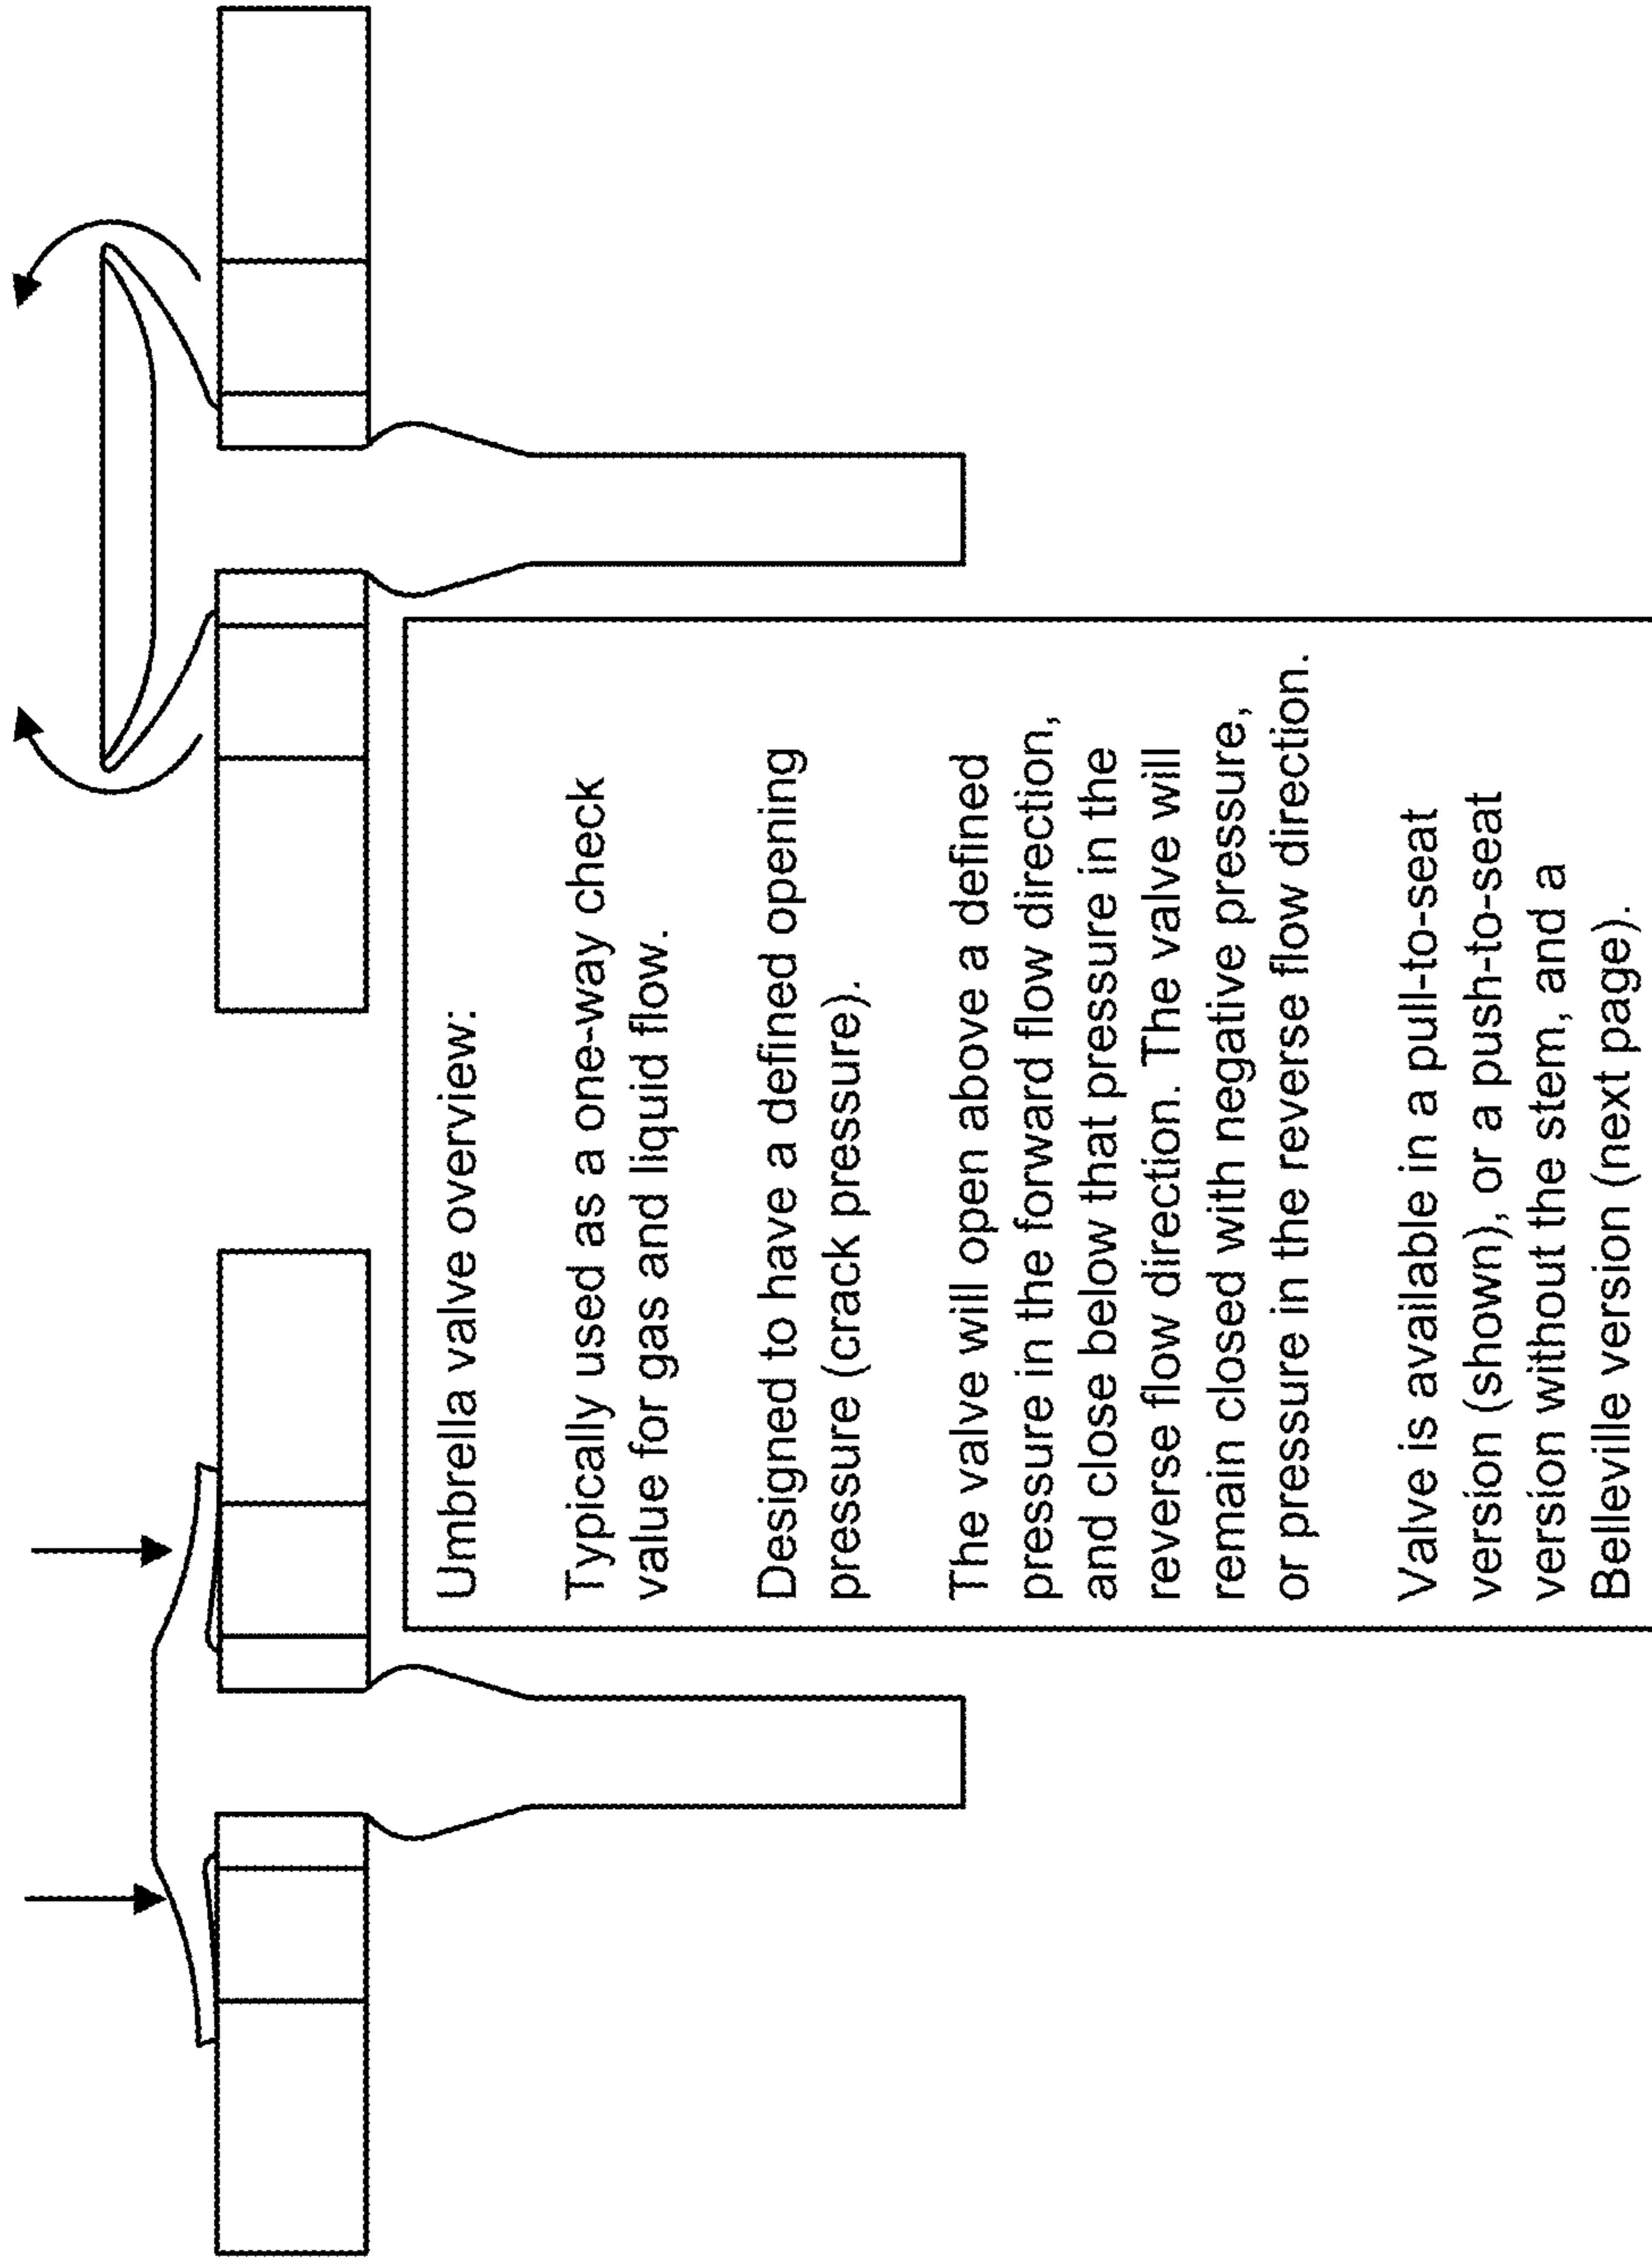 Umbrella valve overview:
Typically used as a one-way check
value for gas and liquid flow.
Designed to have a defined opening
pressure (crack pressure).
The valve will open above a defined
pressure in the forward flow direction,
and close below that pressure in the
reverse flow direction. The valve will
remain closed with negative pressure,
or pressure in the reverse flow direction.
Valve is available in a pull-to-seat
version (shown), or a push-to-seat
version without the stem, and a
Belleville version (next page).